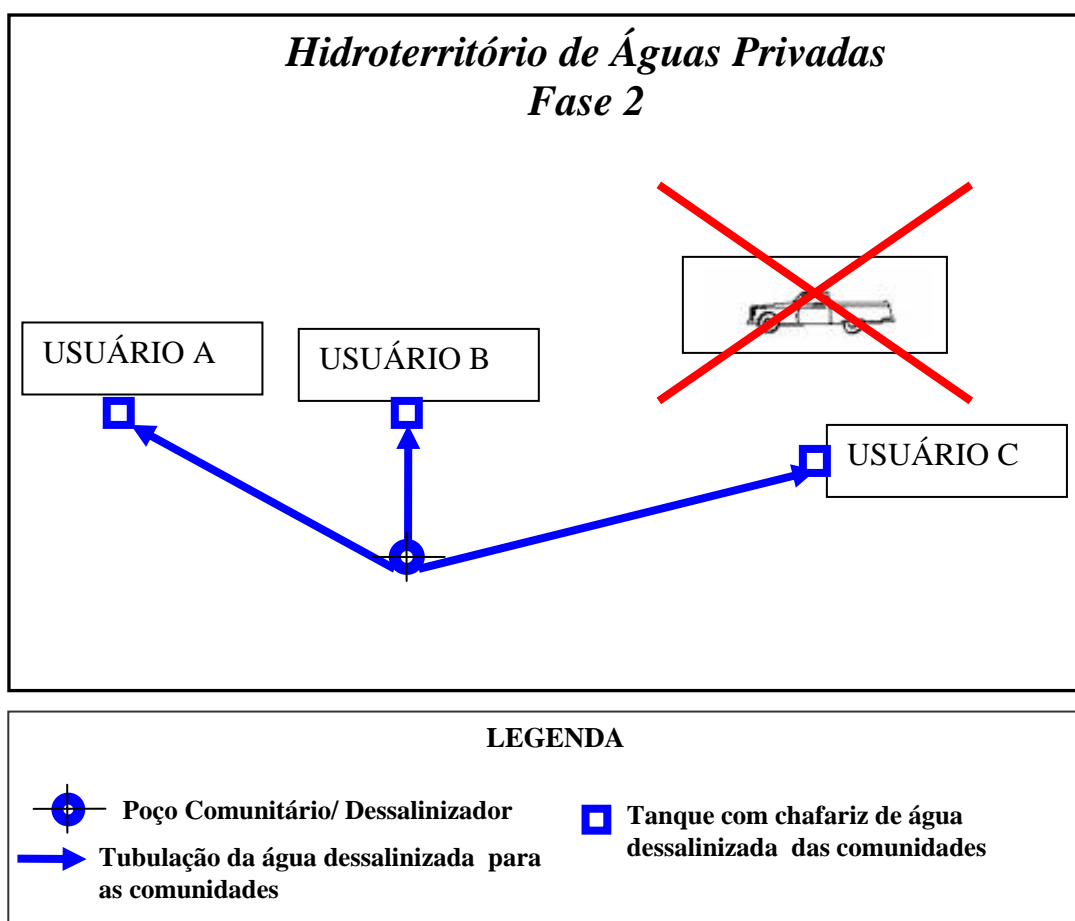 Hidroterritório de Águas Privadas
Fase 2
USUÁRIO A
USUÁRIO B
USUÁRIO C
LEGENDA
Poço Comunitário/ Dessalinizador
Tubulação da água dessalinizada para
as comunidades
Tanque com chafariz de água
dessalinizada das comunidades